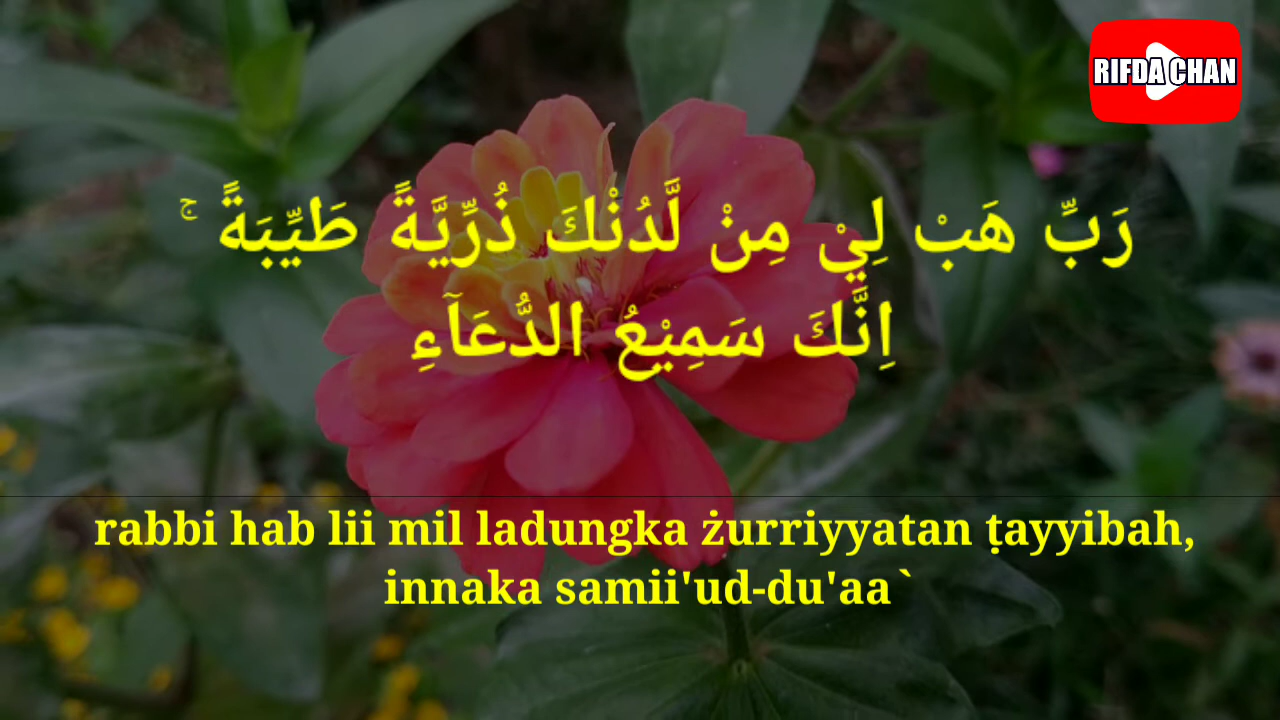 RIFDA CHAN
رَبِّ هَبْ لِيْ مِنْ لَّدُنْكَ ذُرِّيَّةً طَيِّبَةً ۚ
اِنَّكَ سَمِيْعُ الدُّعَاۤءِ
rabbi hab lii mil ladungka żurriyyatan ṭayyibah,
innaka samii'ud-du'aa`